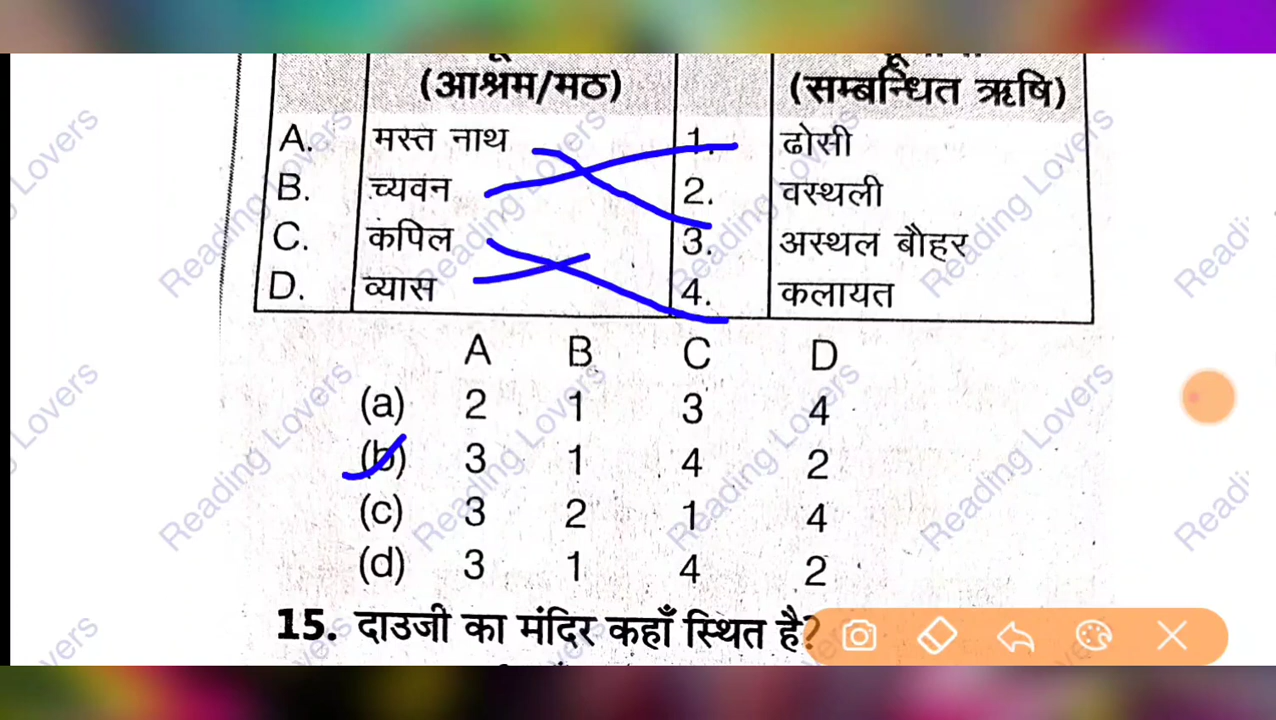 (आश्रम/मठ) (सम्बन्धित ऋषि)
A. मस्त नाथ 1. ढोसी
B. च्यवन 2. वस्थली
C. कपिल 3. अस्थल बौहर
D. व्यास 4. कलायत
A B C D
(a) 2 1 3 4
(b) 3 1 4 2
(c) 3 2 1 4
(d) 3 1 4 2
15. दाउजी का मंदिर कहाँ स्थित है?
Reading Lovers